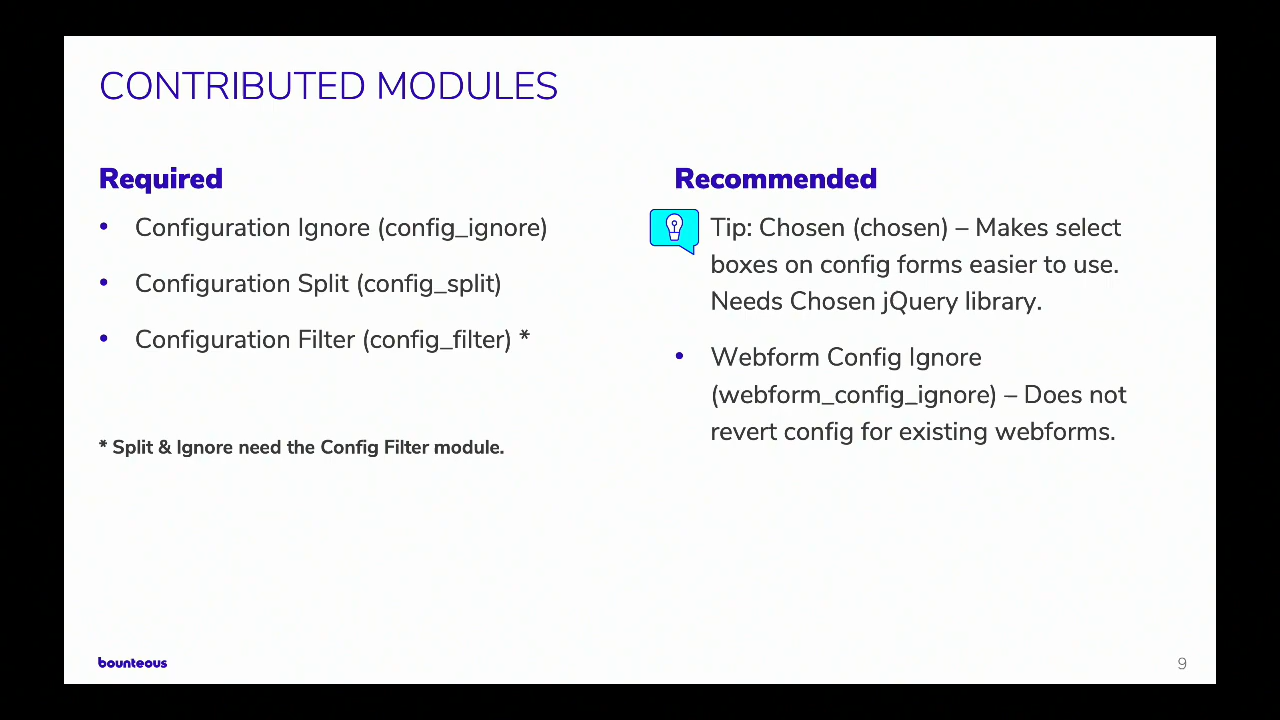 CONTRIBUTED MODULES
Required
• Configuration Ignore (config_ignore)
• Configuration Split (config_split)
• Configuration Filter (config_filter) *
* Split & Ignore need the Config Filter module.
Recommended
Tip: Chosen (chosen) – Makes select
boxes on config forms easier to use.
Needs Chosen jQuery library.
• Webform Config Ignore
(webform_config_ignore) – Does not
revert config for existing webforms.
bounteous
9